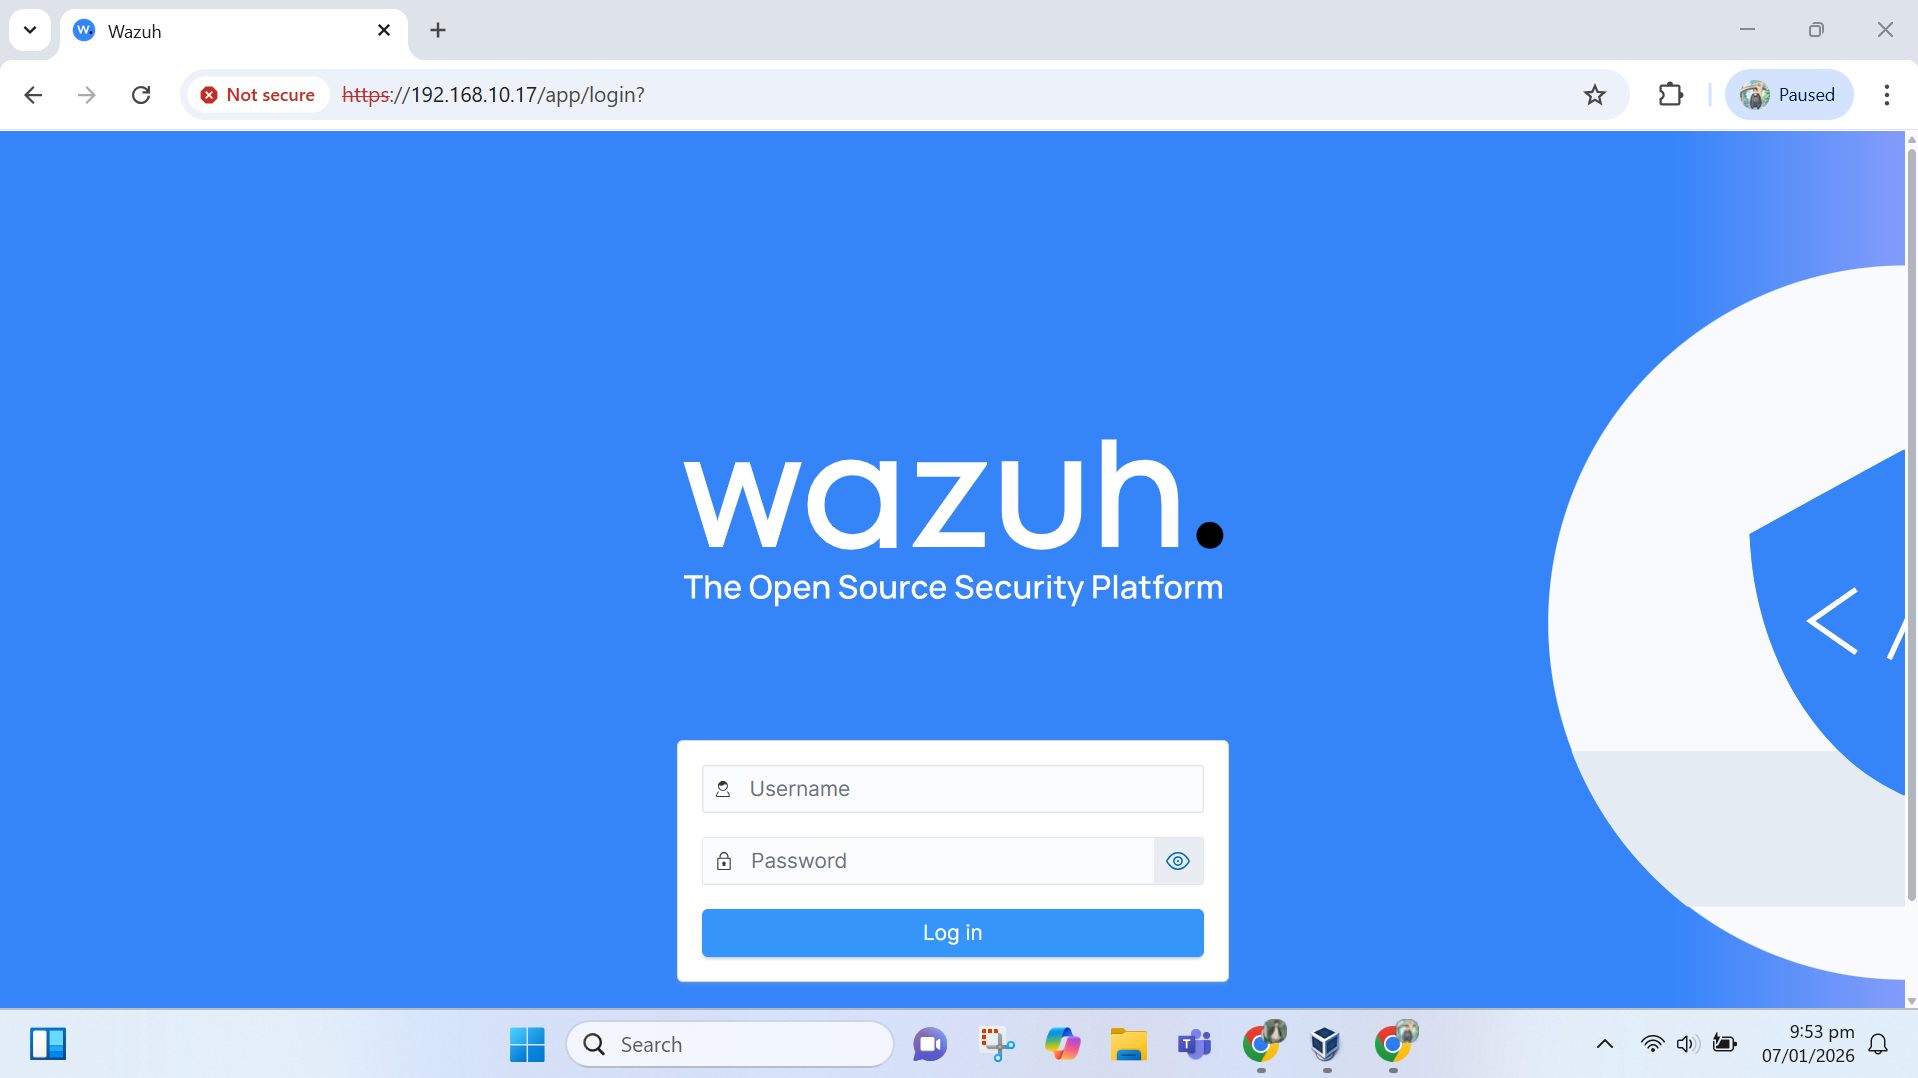 W.
Wazuh
Not secure
https://192.168.10.17/app/login?
Paused
wazuh.
The Open Source Security Platform
</
Username
Password
Log in
Search
T
9:53 pm
07/01/2026